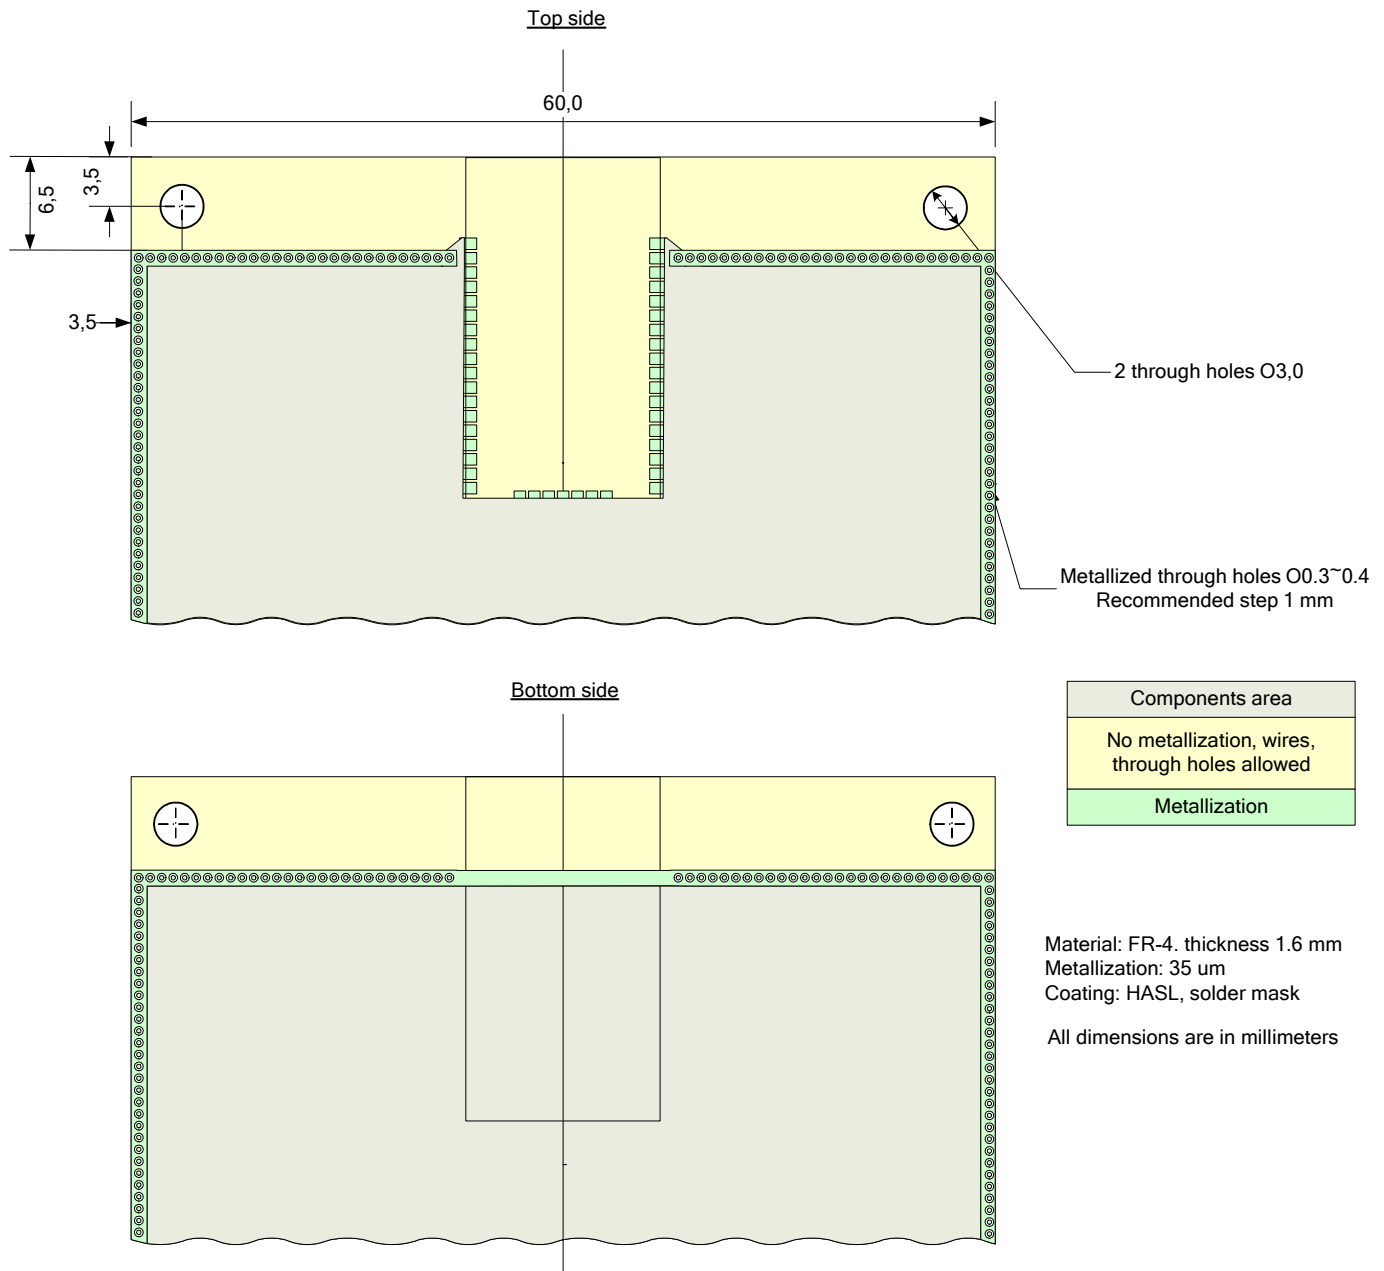 Top side
60,0
3,5
6,5
3,5
2 through holes O3,0
Metallized through holes O0.3~0.4
Recommended step 1 mm
Bottom side
Components area
No metallization, wires,
through holes allowed
Metallization
Material: FR-4. thickness 1.6 mm
Metallization: 35 um
Coating: HASL, solder mask
All dimensions are in millimeters